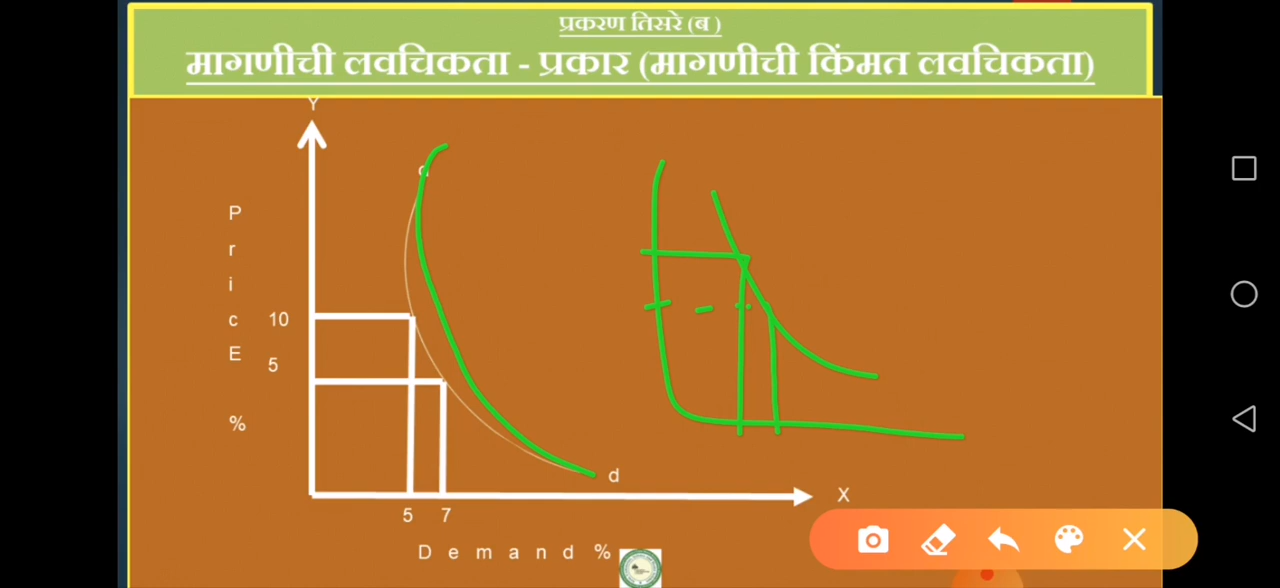 प्रकरण तिसरे (ब )
मागणीची लवचिकता - प्रकार (मागणीची किंमत लवचिकता)
Y
d
P
r
i
c 10
E 5
%
d
X
5 7
D e m a n d %